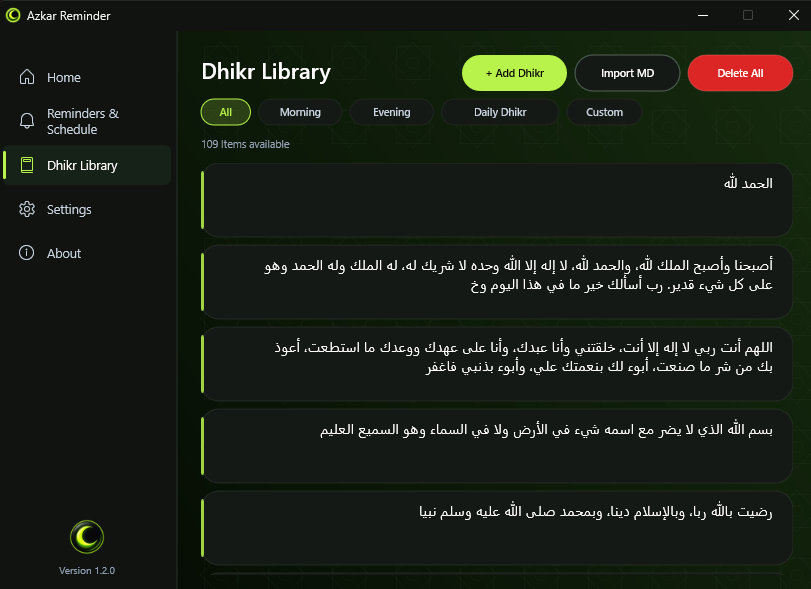 Azkar Reminder
Home
Reminders &
Schedule
Dhikr Library
Settings
About
Version 1.2.0
Dhikr Library
+ Add Dhikr
Import MD
Delete All
All
Morning
Evening
Daily Dhikr
Custom
109 Items available
الحمد لله
أصبحنا وأصبح الملك لله، والحمد لله، لا إله إلا الله وحده لا شريك له، له الملك وله الحمد وهو
على كل شيء قدير. رب أسألك خير ما في هذا اليوم وخ
اللهم أنت ربي لا إله إلا أنت، خلقتني وأنا عبدك، وأنا على عهدك ووعدك ما استطعت، أعوذ
بك من شر ما صنعت، أبوء لك بنعمتك علي، وأبوء بذنبي فاغفر
بسم الله الذي لا يضر مع اسمه شيء في الأرض ولا في السماء وهو السميع العليم
رضيت بالله ربا، وبالإسلام دينا، وبمحمد صلى الله عليه وسلم نبيا